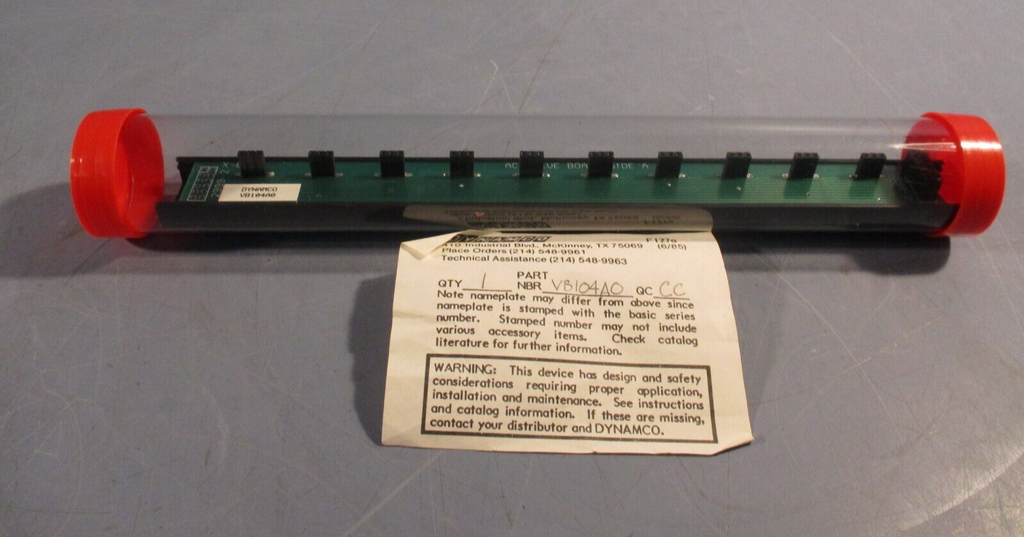 DYNAMCO
VB104A0
110 Industrial Blvd., McKinney, TX 75069 (6/85)
Place Orders (214) 548-9961
Technical Assistance (214) 548-9963
PART
QTY 1 NBR VB104A0 QC CC
Note nameplate may differ from above since
nameplate is stamped with the basic series
number. Stamped number may not include
various accessory items. Check catalog
literature for further information.
WARNING: This device has design and safety
considerations requiring proper application,
installation and maintenance. See instructions
and catalog information. If these are missing,
contact your distributor and DYNAMCO.